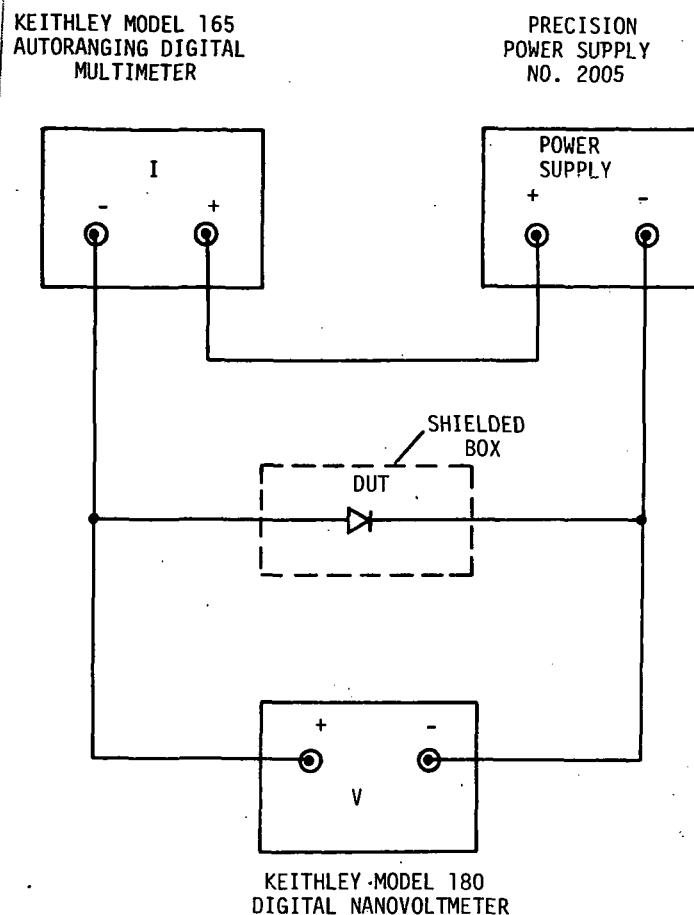 KEITHLEY MODEL 165
AUTORANGING DIGITAL
MULTIMETER
PRECISION
POWER SUPPLY
NO. 2005
I
- +
POWER
SUPPLY
+ -
SHIELDED
BOX
DUT
+ -
V
KEITHLEY MODEL 180
DIGITAL NANOVOLTMETER